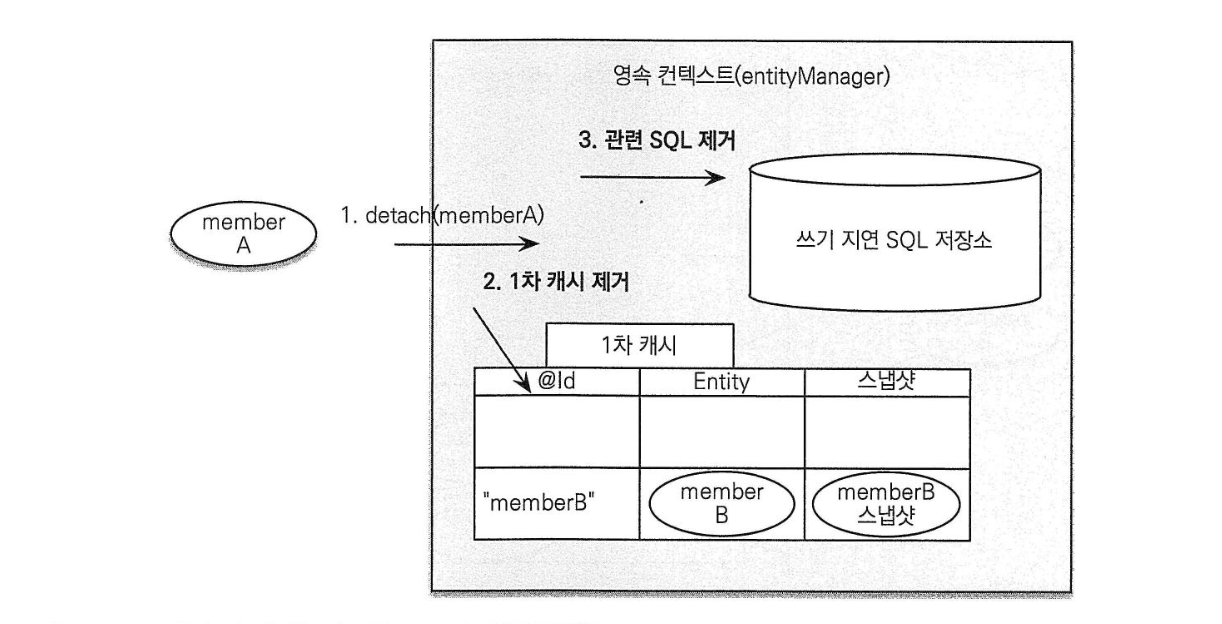 영속 컨텍스트(entityManager)
3. 관련 SQL 제거
쓰기 지연 SQL 저장소
member
A
1. detach(memberA)
2. 1차 캐시 제거
1차 캐시
@Id Entity 스냅샷
"memberB"
member
B
memberB
스냅샷